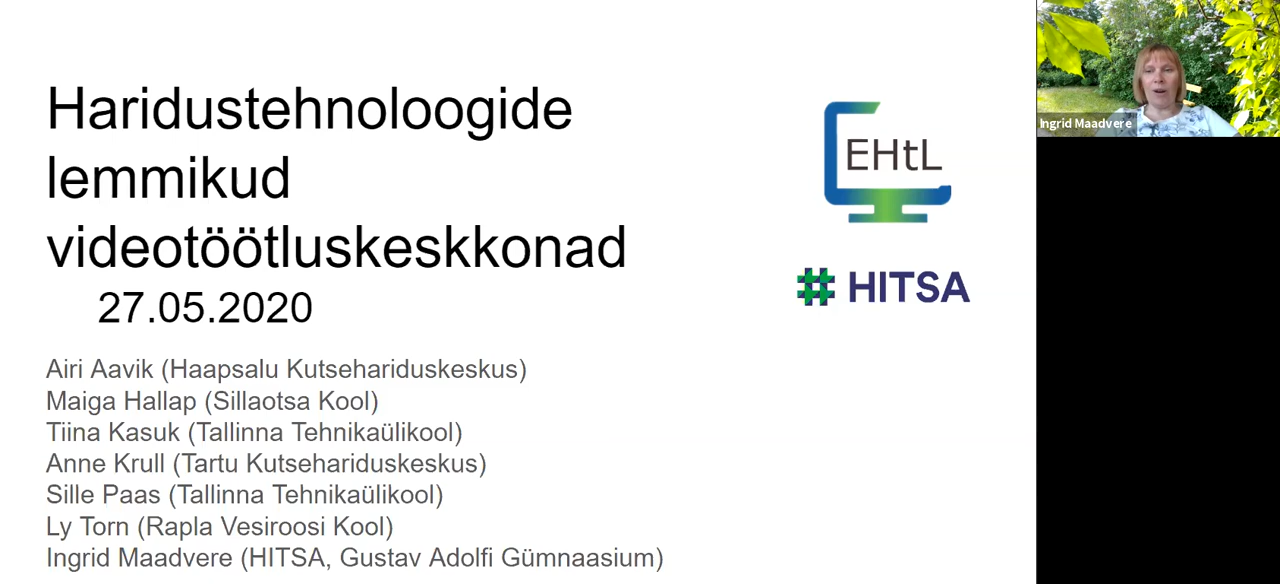 Haridustehnoloogide
lemmikud
videotöötluskeskkonad
27.05.2020
Airi Aavik (Haapsalu Kutsehariduskeskus)
Maiga Hallap (Sillaotsa Kool)
Tiina Kasuk (Tallinna Tehnikaülikool)
Anne Krull (Tartu Kutsehariduskeskus)
Sille Paas (Tallinna Tehnikaülikool)
Ly Torn (Rapla Vesiroosi Kool)
Ingrid Maadvere (HITSA, Gustav Adolfi Gümnaasium)
EHtL
# HITSA
Ingrid Maadvere